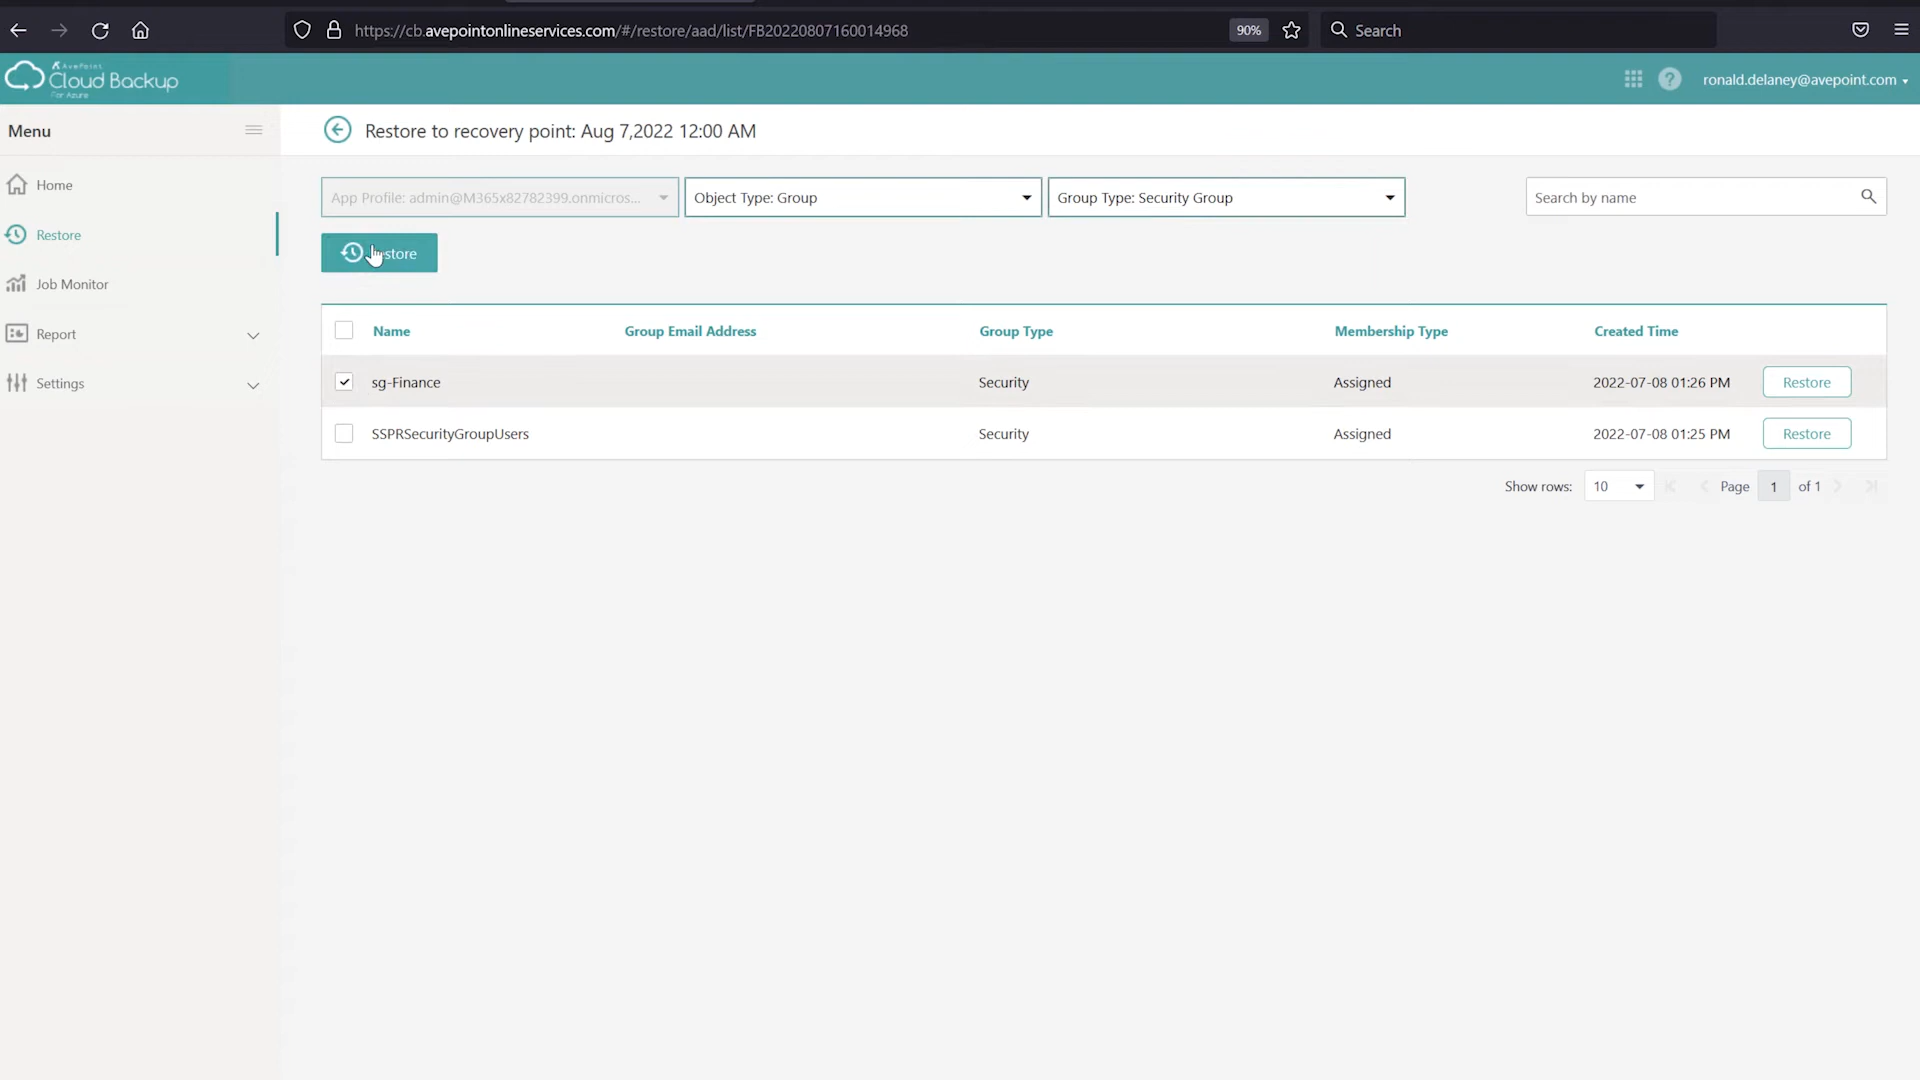 https://cb.avepointonlineservices.com/#/restore/aad/list/FB20220807160014968
90%
Search
AvePoint
Cloud Backup
For Azure
ronald.delaney@avepoint.com
Menu
Restore to recovery point: Aug 7,2022 12:00 AM
Home
Restore
Job Monitor
Report
Settings
App Profile: admin@M365x82782399.onmicros...
Object Type: Group
Group Type: Security Group
Search by name
Restore
Name Group Email Address Group Type Membership Type Created Time
sg-Finance Security Assigned 2022-07-08 01:26 PM Restore
SSPRSecurityGroupUsers Security Assigned 2022-07-08 01:25 PM Restore
Show rows: 10 Page 1 of 1